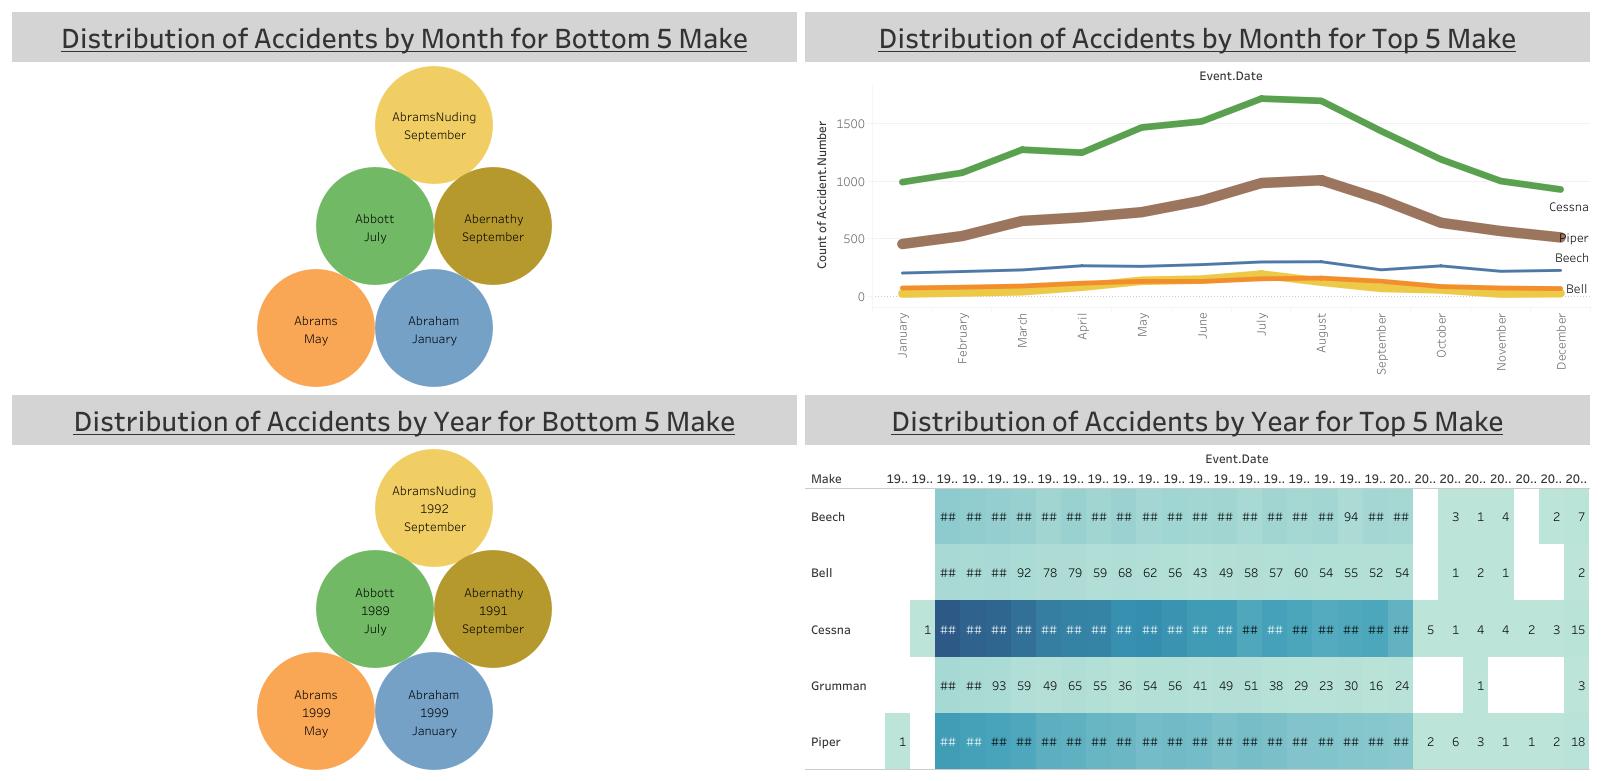 Distribution of Accidents by Month for Bottom 5 Make
AbramsNuding
September
Abbott
July
Abernathy
September
Abrams
May
Abraham
January
Distribution of Accidents by Month for Top 5 Make
Event.Date
Count of Accident.Number
1500
1000
500
0
Cessna
Piper
Beech
Bell
January
February
March
April
May
June
July
August
September
October
November
December
Distribution of Accidents by Year for Bottom 5 Make
AbramsNuding
1992
September
Abbott
1989
July
Abernathy
1991
September
Abrams
1999
May
Abraham
1999
January
Distribution of Accidents by Year for Top 5 Make
Event.Date
Make 19.. 19.. 19.. 19.. 19.. 19.. 19.. 19.. 19.. 19.. 19.. 19.. 19.. 19.. 19.. 19.. 19.. 19.. 19.. 19.. 20.. 20.. 20.. 20.. 20.. 20.. 20.. 20..
Beech ## ## ## ## ## ## ## ## ## ## ## ## ## ## ## ## 94 ## ## 3 1 4 2 7
Bell ## ## ## 92 78 79 59 68 62 56 43 49 58 57 60 54 55 52 54 1 2 1 2
Cessna 1 ## ## ## ## ## ## ## ## ## ## ## ## ## ## ## ## ## ## ## 5 1 4 4 2 3 15
Grumman ## ## 93 59 49 65 55 36 54 56 41 49 51 38 29 23 30 16 24 1 3
Piper 1 ## ## ## ## ## ## ## ## ## ## ## ## ## ## ## ## ## ## ## 2 6 3 1 1 2 18